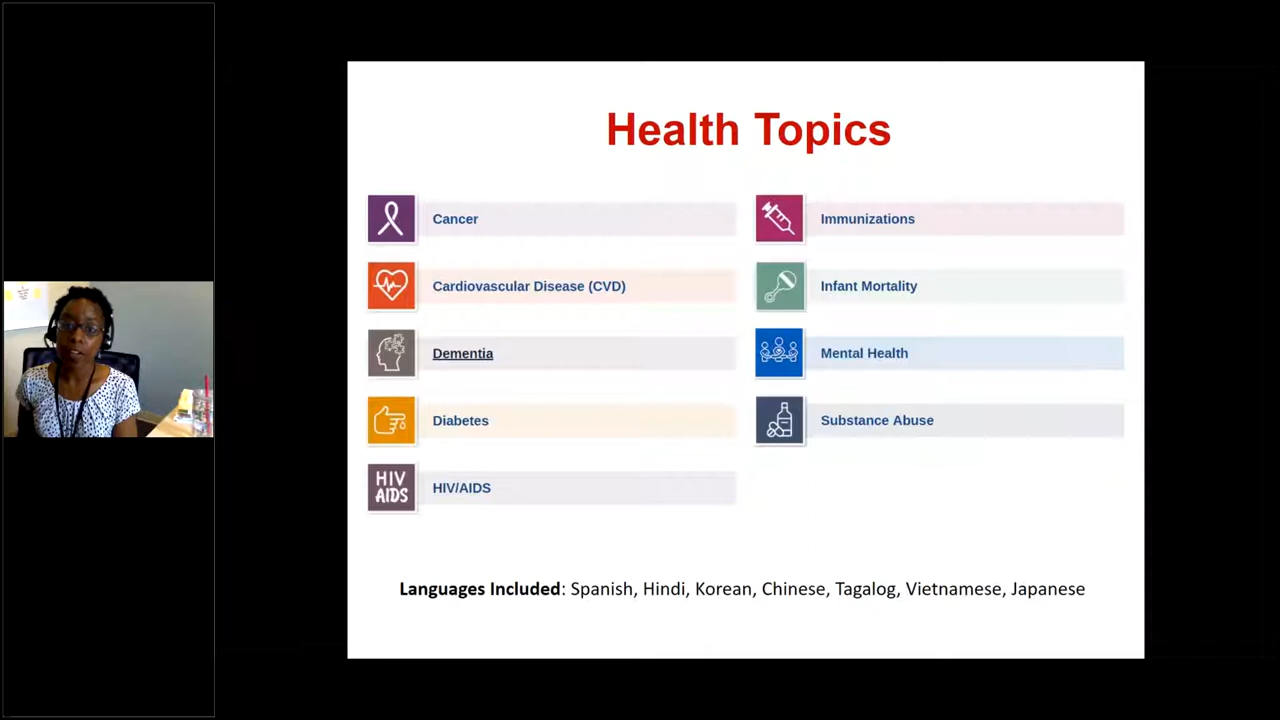 Health Topics
Cancer
Cardiovascular Disease (CVD)
Dementia
Diabetes
HIV AIDS
HIV/AIDS
Immunizations
Infant Mortality
Mental Health
Substance Abuse
Languages Included: Spanish, Hindi, Korean, Chinese, Tagalog, Vietnamese, Japanese